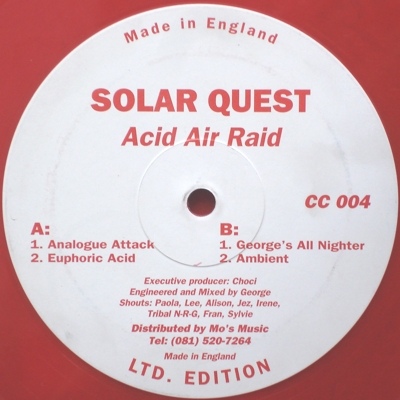 Made in England
SOLAR QUEST
Acid Air Raid
CC 004
A:
1. Analogue Attack
2. Euphoric Acid
B:
1. George's All Nighter
2. Ambient
Executive producer: Choci
Engineered and Mixed by George
Shouts: Paola, Lee, Alison, Jez, Irene,
Tribal N-R-G, Fran, Sylvie
Distributed by Mo's Music
Tel: (081) 520-7264
Made in England
LTD. EDITION